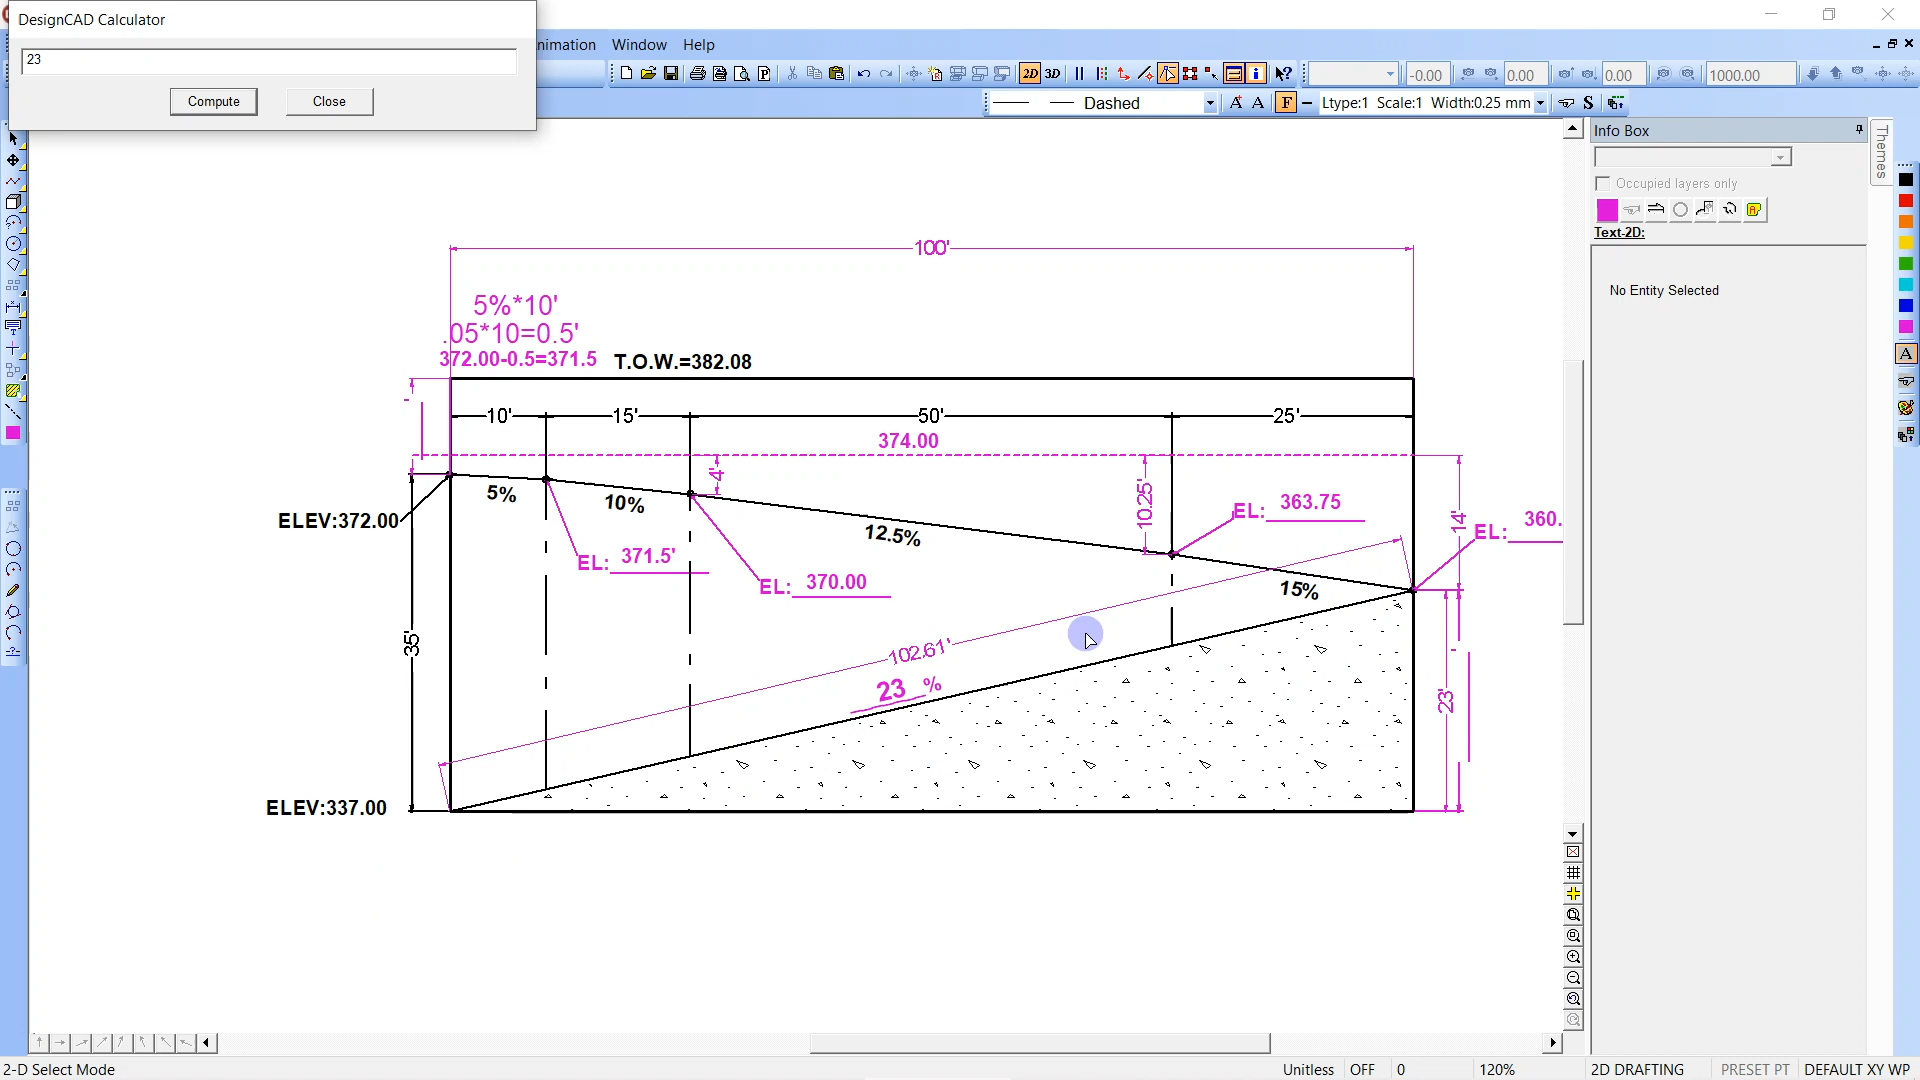 DesignCAD Calculator
23
Compute
Close
nimation Window Help
2D 3D
-0.00
0.00
0.00
1000.00
Dashed
A A F
Ltype:1 Scale:1 Width:0.25 mm
S
Info Box
Themes
Occupied layers only
Text-2D:
No Entity Selected
100'
5%*10'
.05*10=0.5'
372.00-0.5=371.5
T.O.W.=382.08
10'
15'
50'
25'
374.00
4'
10.25'
14'
5%
10%
12.5%
15%
ELEV:372.00
EL: 371.5'
EL: 370.00
EL: 363.75
EL: 360.
35'
102.61'
23 %
23'
ELEV:337.00
2-D Select Mode
Unitless
OFF
0
120%
2D DRAFTING
PRESET PT
DEFAULT XY WP